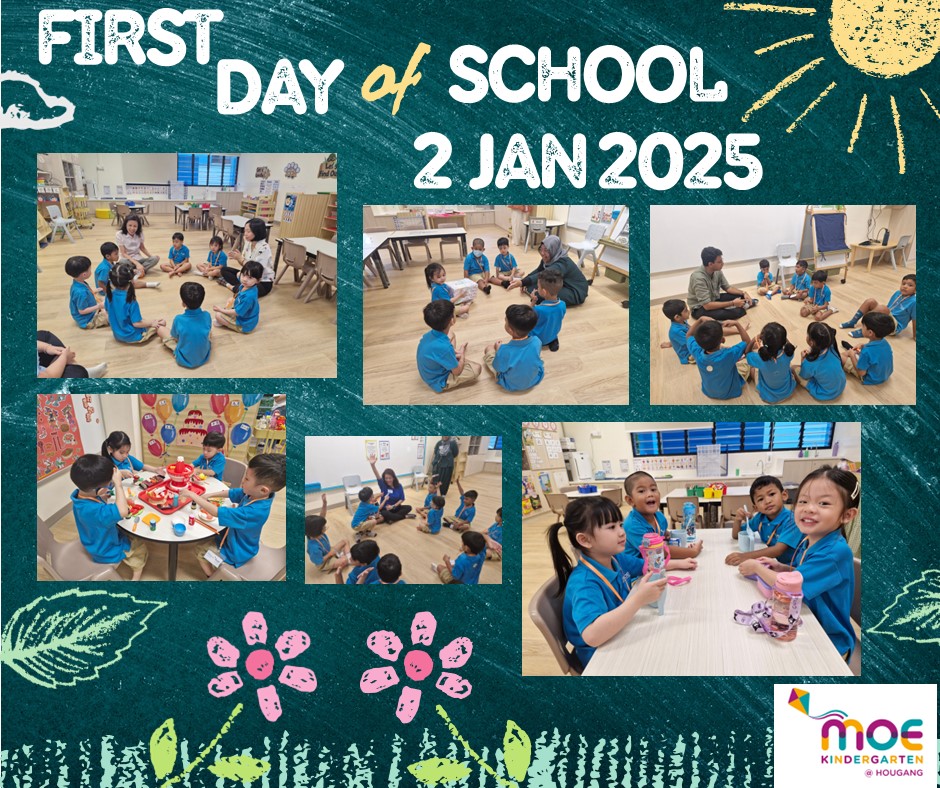 FIRST
DAY of SCHOOL
2 JAN 2025
MOE
KINDERGARTEN
@ HOUGANG